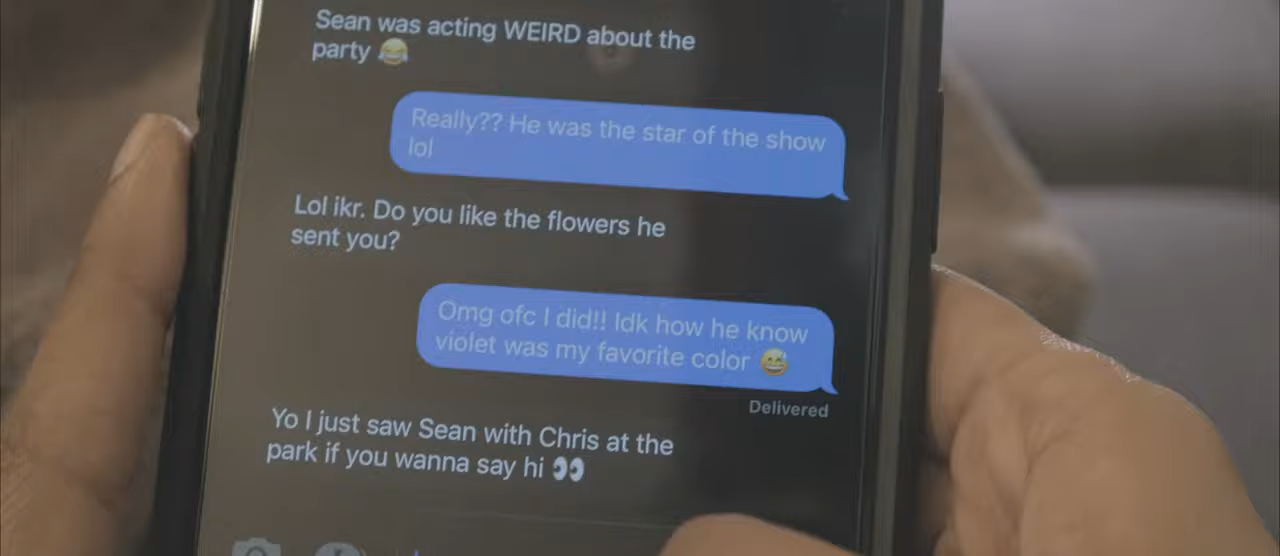 Sean was acting WEIRD about the
party 😂
Really?? He was the star of the show
lol
Lol ikr. Do you like the flowers he
sent you?
Omg ofc I did!! Idk how he know
violet was my favorite color 😅
Delivered
Yo I just saw Sean with Chris at the
park if you wanna say hi 👀